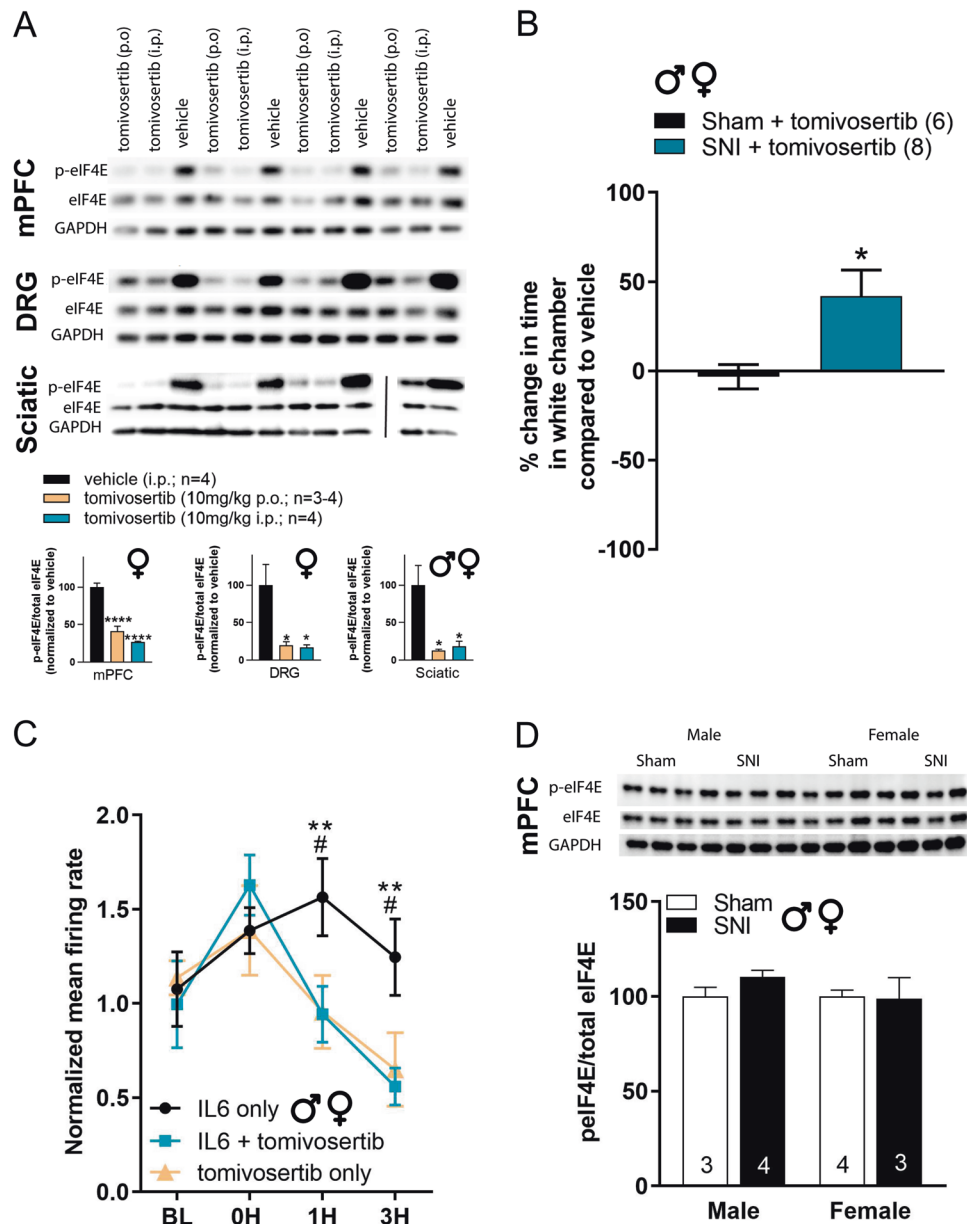 A
tomivosertib (p.o)
tomivosertib (i.p.)
vehicle
tomivosertib (p.o)
tomivosertib (i.p.)
vehicle
tomivosertib (p.o)
tomivosertib (i.p.)
vehicle
tomivosertib (p.o)
tomivosertib (i.p.)
vehicle
mPFC
p-eIF4E
eIF4E
GAPDH
DRG
p-eIF4E
eIF4E
GAPDH
Sciatic
p-eIF4E
eIF4E
GAPDH
vehicle (i.p.; n=4)
tomivosertib (10mg/kg p.o.; n=3-4)
tomivosertib (10mg/kg i.p.; n=4)
♀
p-eIF4E/total eIF4E
(normalized to vehicle)
100
50
0
****
****
mPFC
♀
p-eIF4E/total eIF4E
(normalized to vehicle)
100
50
0
* *
DRG
♂♀
p-eIF4E/total eIF4E
(normalized to vehicle)
100
50
0
* *
Sciatic
B
♂♀
Sham + tomivosertib (6)
SNI + tomivosertib (8)
% change in time
in white chamber
compared to vehicle
100
50
0
-50
-100
*
C
Normalized mean firing rate
2.0
1.5
1.0
0.5
0.0
**
#
**
#
IL6 only ♂♀
IL6 + tomivosertib
tomivosertib only
BL 0H 1H 3H
D
Male Female
Sham SNI Sham SNI
mPFC
p-eIF4E
eIF4E
GAPDH
peIF4E/total eIF4E
150
100
50
0
Sham
SNI
♂♀
3 4 4 3
Male Female